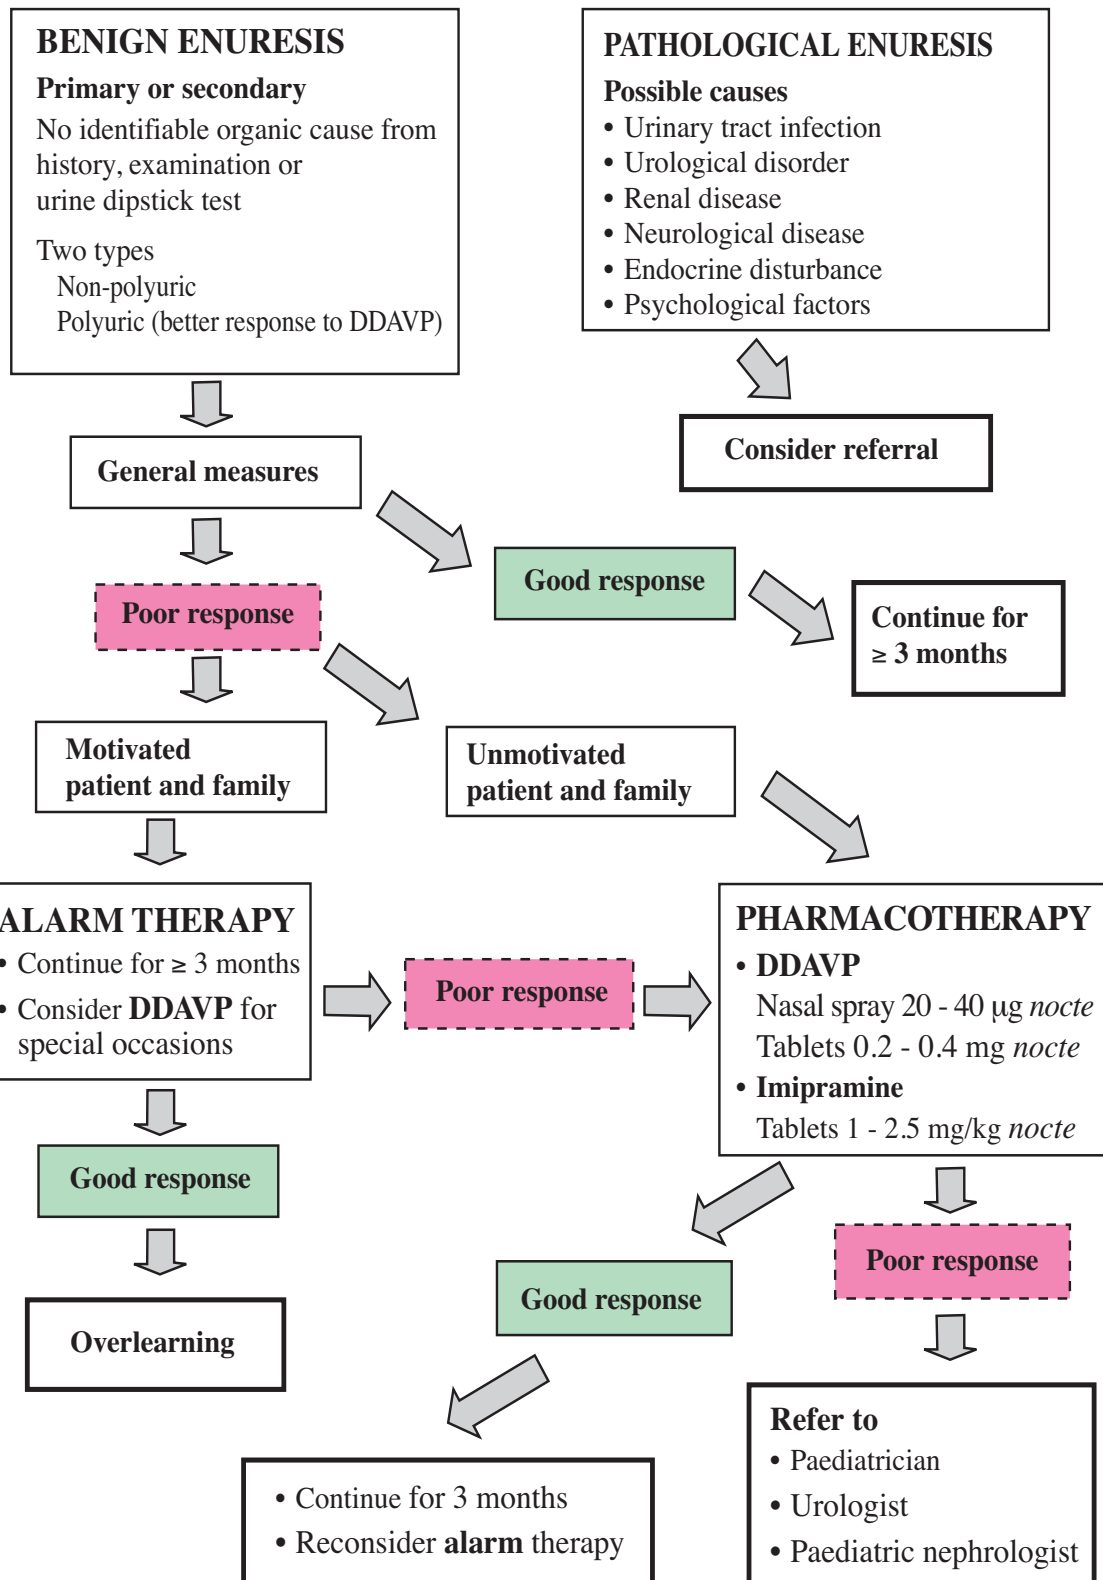 BENIGN ENURESIS
Primary or secondary
No identifiable organic cause from
history, examination or
urine dipstick test
Two types
Non-polyuric
Polyuric (better response to DDAVP)
PATHOLOGICAL ENURESIS
Possible causes
• Urinary tract infection
• Urological disorder
• Renal disease
• Neurological disease
• Endocrine disturbance
• Psychological factors
Consider referral
General measures
Good response
Continue for
≥ 3 months
Poor response
Motivated
patient and family
Unmotivated
patient and family
ALARM THERAPY
• Continue for ≥ 3 months
• Consider DDAVP for
special occasions
Poor response
PHARMACOTHERAPY
• DDAVP
Nasal spray 20 - 40 µg nocte
Tablets 0.2 - 0.4 mg nocte
• Imipramine
Tablets 1 - 2.5 mg/kg nocte
Good response
Overlearning
Good response
Poor response
• Continue for 3 months
• Reconsider alarm therapy
Refer to
• Paediatrician
• Urologist
• Paediatric nephrologist